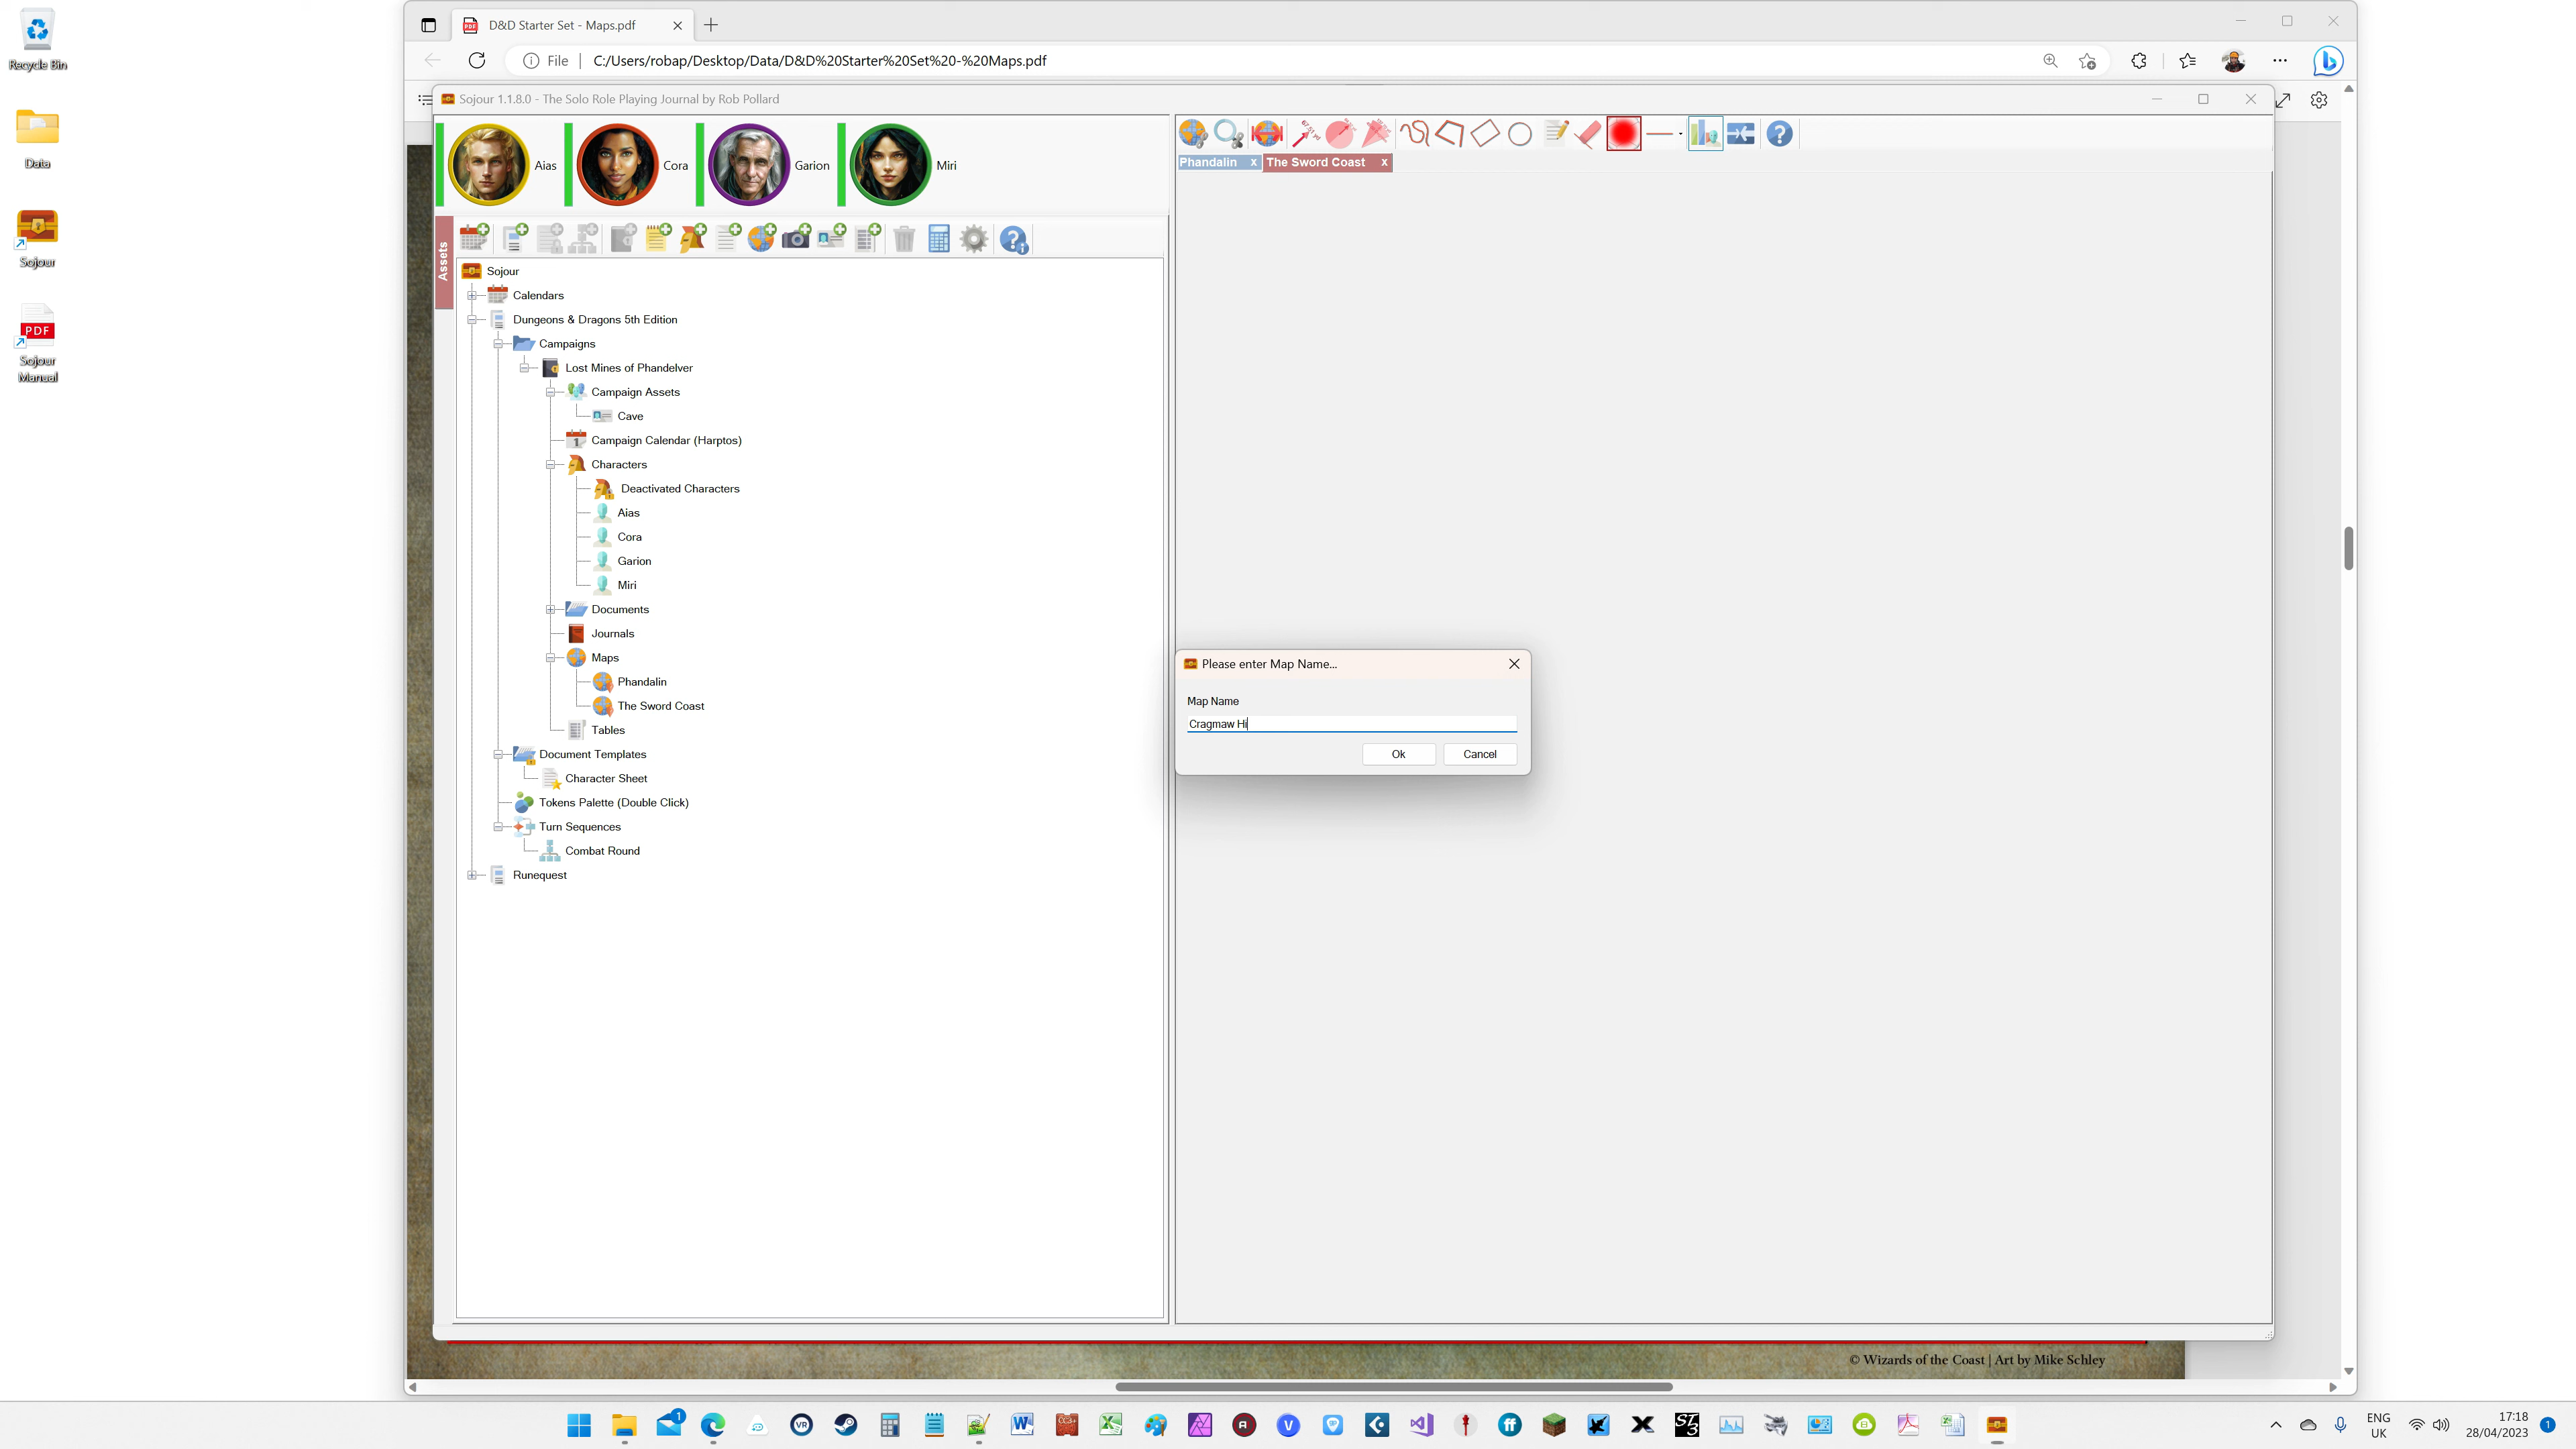 Recycle Bin
Data
Sojour
PDF
Sojour
Manual
D&D Starter Set - Maps.pdf
File
C:/Users/robap/Desktop/Data/D&D%20Starter%20Set%20-%20Maps.pdf
Sojour 1.1.8.0 - The Solo Role Playing Journal by Rob Pollard
Aias
Cora
Garion
Miri
Phandalin x
The Sword Coast x
Assets
Sojour
Calendars
Dungeons & Dragons 5th Edition
Campaigns
Lost Mines of Phandelver
Campaign Assets
Cave
Campaign Calendar (Harptos)
Characters
Deactivated Characters
Aias
Cora
Garion
Miri
Documents
Journals
Maps
Phandalin
The Sword Coast
Tables
Document Templates
Character Sheet
Tokens Palette (Double Click)
Turn Sequences
Combat Round
Runequest
Please enter Map Name...
Map Name
Cragmaw Hi
Ok
Cancel
© Wizards of the Coast | Art by Mike Schley
ENG
UK
17:18
28/04/2023
1